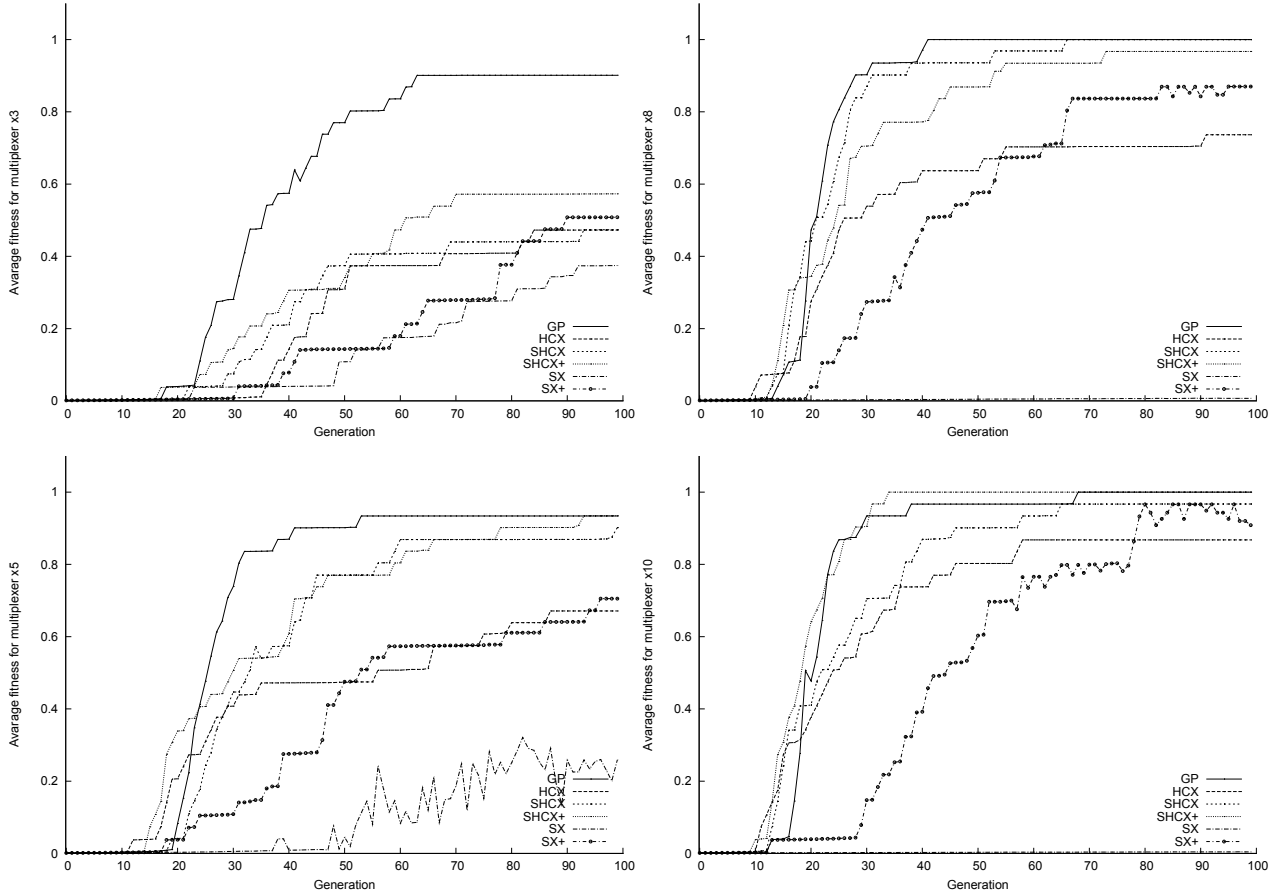 Avarage fitness for multiplexer x3
1
0.8
0.6
0.4
0.2
0
0 10 20 30 40 50 60 70 80 90 100
Generation
GP
HCX
SHCX
SHCX+
SX
SX+
Avarage fitness for multiplexer x8
1
0.8
0.6
0.4
0.2
0
0 10 20 30 40 50 60 70 80 90 100
Generation
GP
HCX
SHCX
SHCX+
SX
SX+
Avarage fitness for multiplexer x5
1
0.8
0.6
0.4
0.2
0
0 10 20 30 40 50 60 70 80 90 100
Generation
GP
HCX
SHCX
SHCX+
SX
SX+
Avarage fitness for multiplexer x10
1
0.8
0.6
0.4
0.2
0
0 10 20 30 40 50 60 70 80 90 100
Generation
GP
HCX
SHCX
SHCX+
SX
SX+